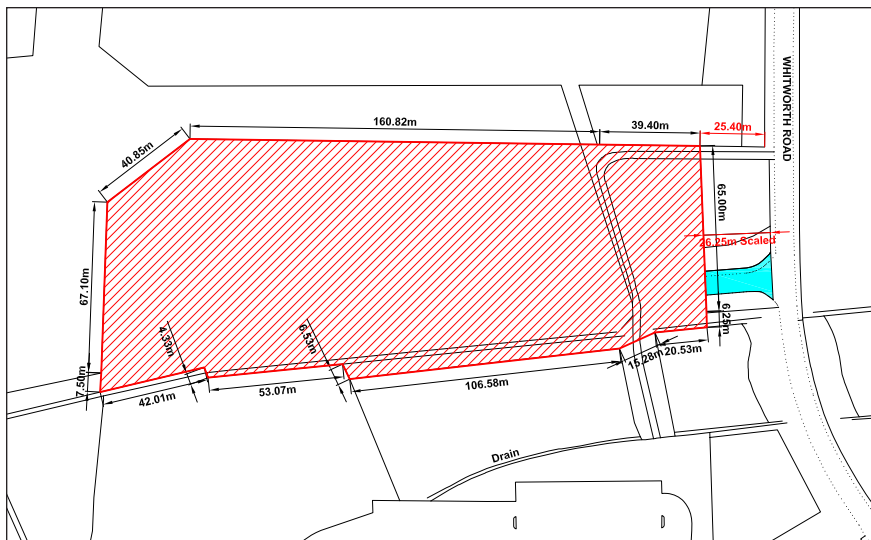 160.82m
39.40m
25.40m
WHITWORTH ROAD
40.85m
65.00m
26.25m Scaled
67.10m
6.25m
4.33m
6.53m
15.28m
20.53m
7.50m
42.01m
53.07m
106.58m
Drain